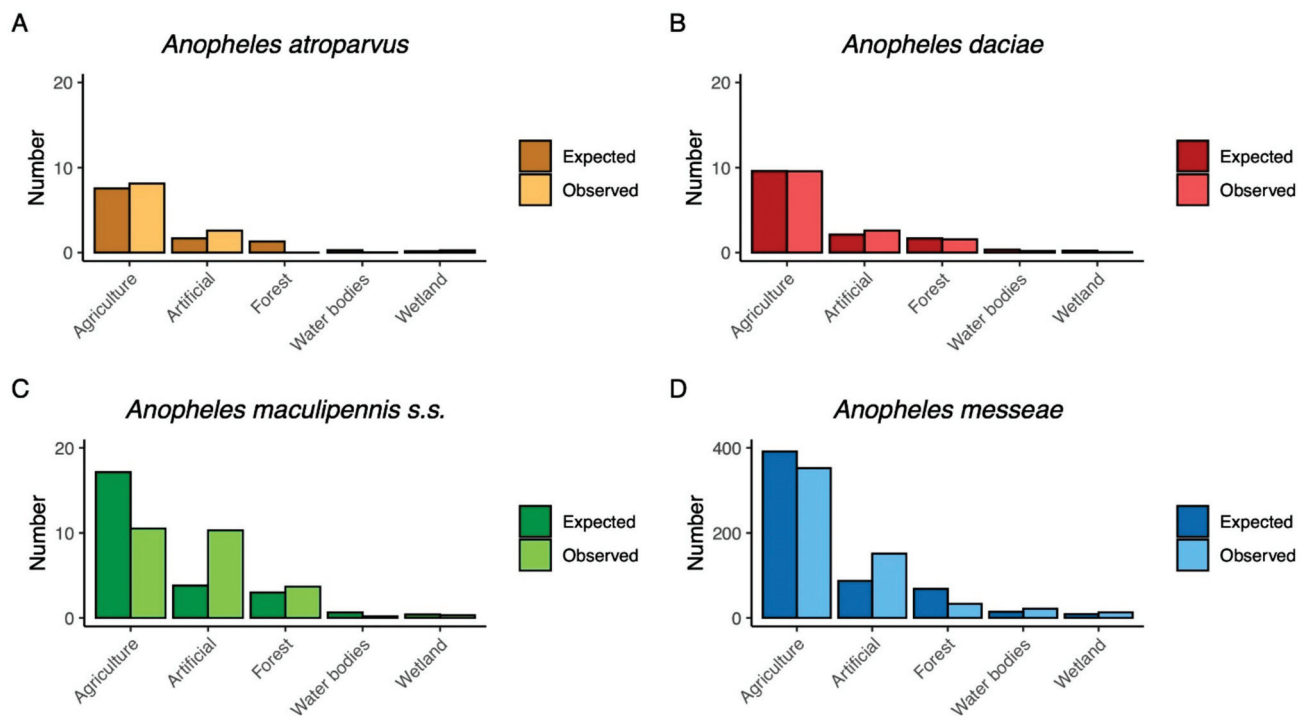 A
Anopheles atroparvus
Number
20
10
0
Agriculture
Artificial
Forest
Water bodies
Wetland
Expected
Observed
B
Anopheles daciae
Number
20
10
0
Agriculture
Artificial
Forest
Water bodies
Wetland
Expected
Observed
C
Anopheles maculipennis s.s.
Number
20
10
0
Agriculture
Artificial
Forest
Water bodies
Wetland
Expected
Observed
D
Anopheles messeae
Number
400
200
0
Agriculture
Artificial
Forest
Water bodies
Wetland
Expected
Observed